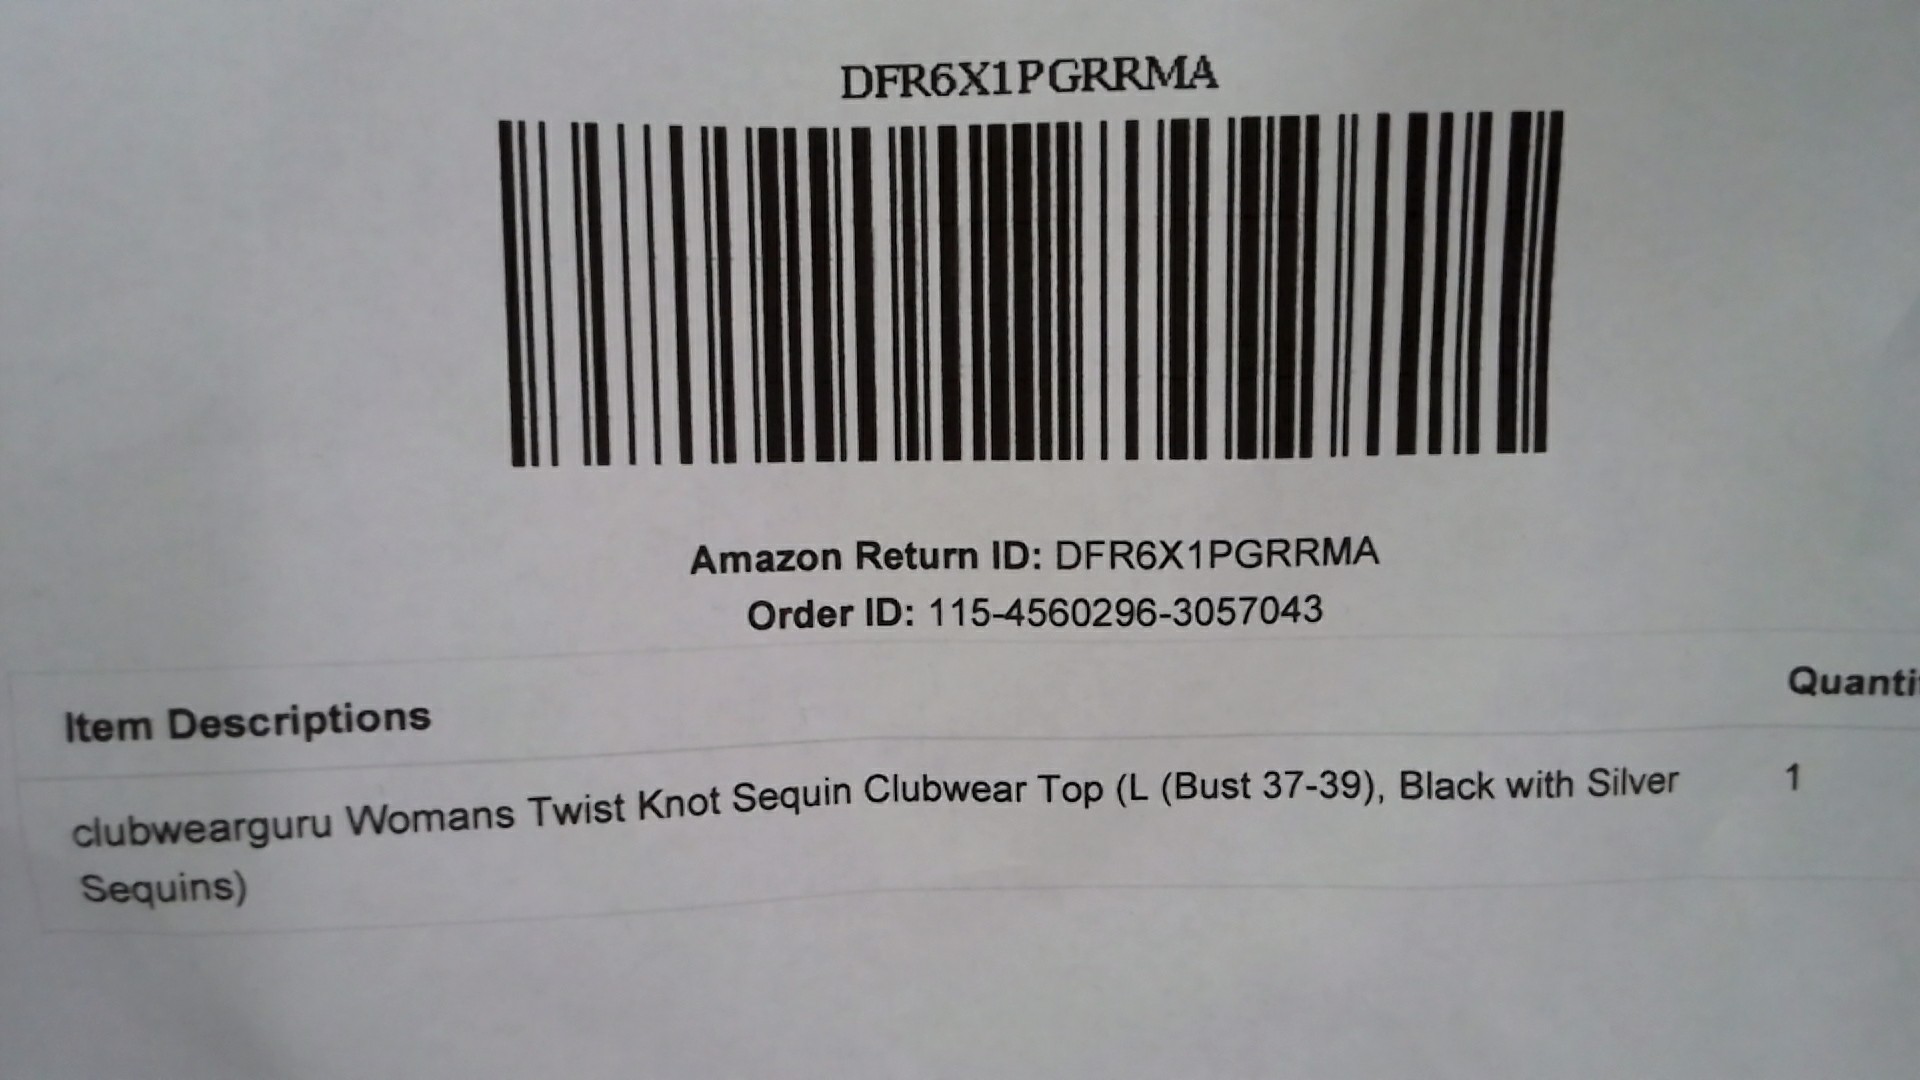 DFR6X1PGRRMA
Amazon Return ID: DFR6X1PGRRMA
Order ID: 115-4560296-3057043
Item Descriptions
Quanti
clubwearguru Womans Twist Knot Sequin Clubwear Top (L (Bust 37-39), Black with Silver
1
Sequins)